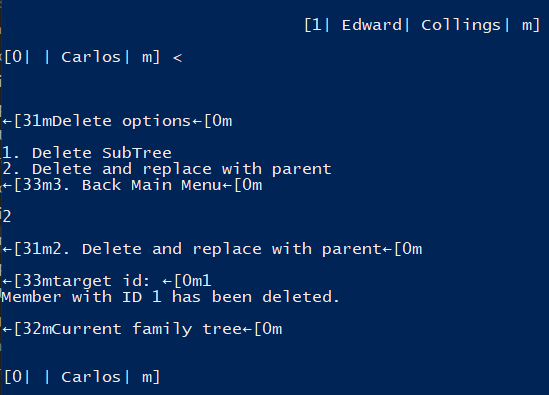 [1| Edward| Collings| m]
[0| | Carlos| m] <
←[31mDelete options←[0m
1. Delete SubTree
2. Delete and replace with parent
←[33m3. Back Main Menu←[0m
2
←[31m2. Delete and replace with parent←[0m
←[33mtarget id: ←[0m1
Member with ID 1 has been deleted.
←[32mCurrent family tree←[0m
[0| | Carlos| m]